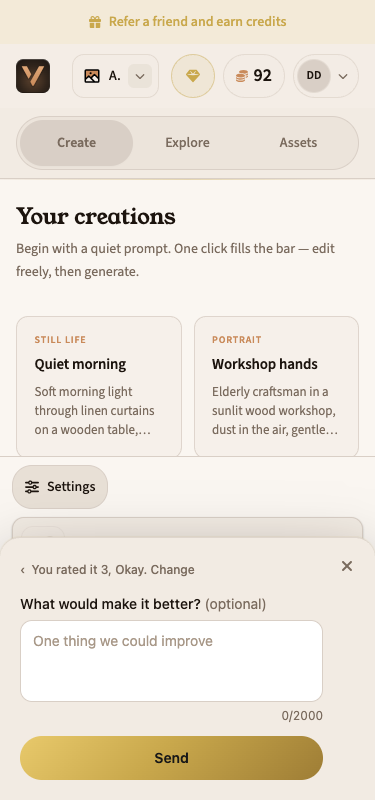 Refer a friend and earn credits
A.
92
DD
Create
Explore
Assets
Your creations
Begin with a quiet prompt. One click fills the bar — edit
freely, then generate.
STILL LIFE
Quiet morning
Soft morning light
through linen curtains
on a wooden table,…
PORTRAIT
Workshop hands
Elderly craftsman in a
sunlit wood workshop,
dust in the air, gentle…
Settings
‹ You rated it 3, Okay. Change
What would make it better? (optional)
One thing we could improve
0/2000
Send